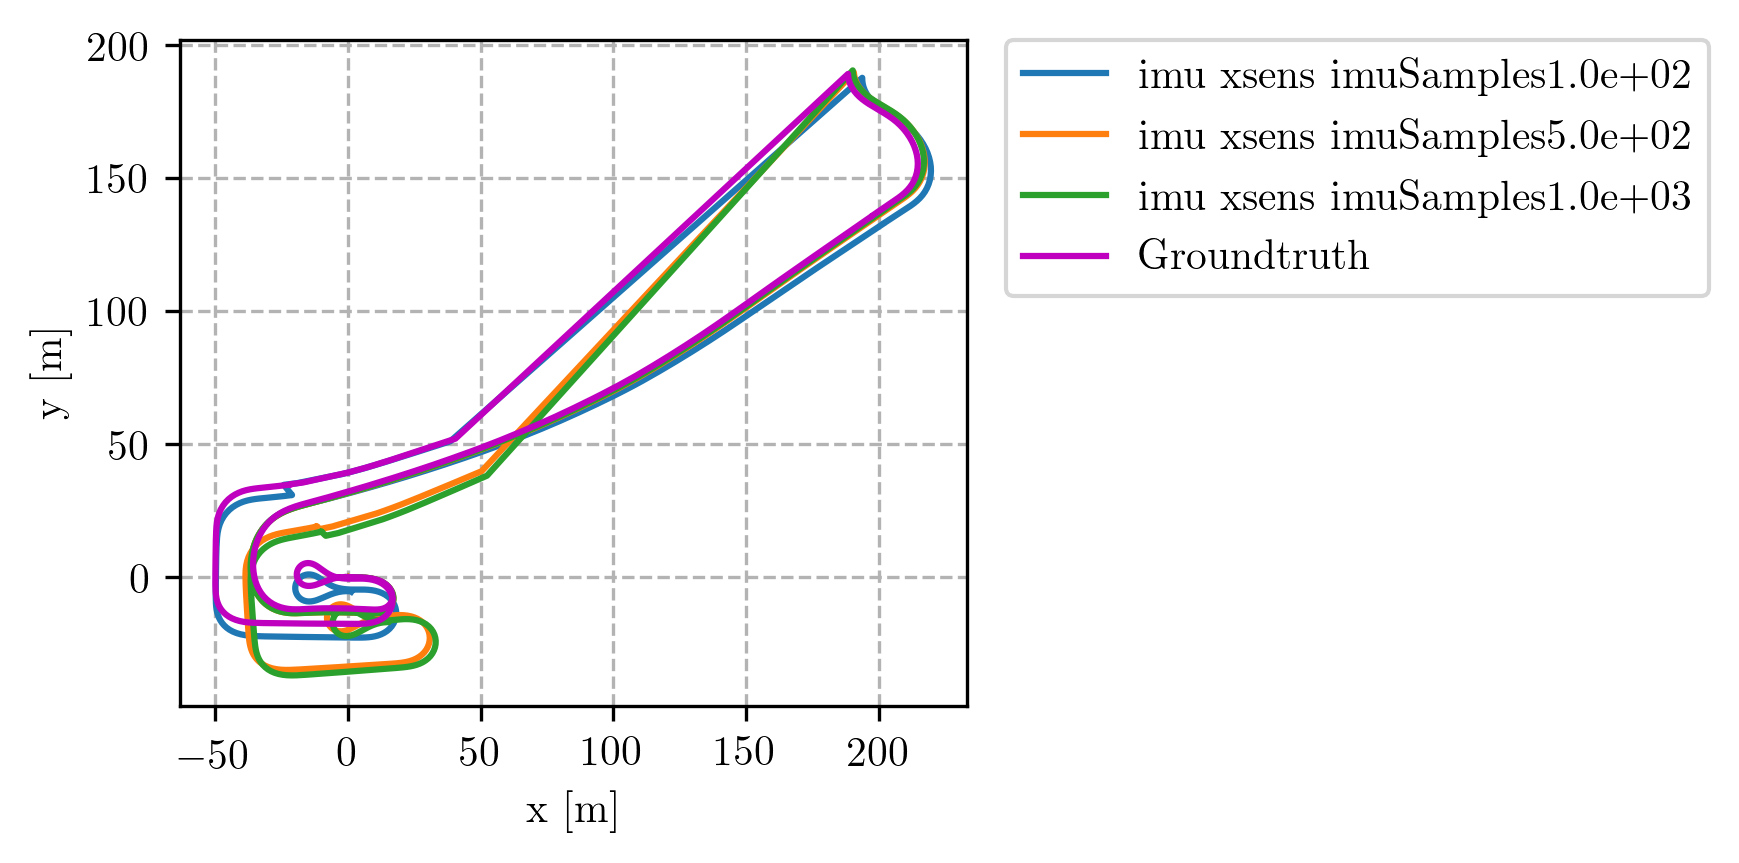 200
150
100
50
0
y [m]
−50
0
50
100
150
200
x [m]
imu xsens imuSamples1.0e+02
imu xsens imuSamples5.0e+02
imu xsens imuSamples1.0e+03
Groundtruth